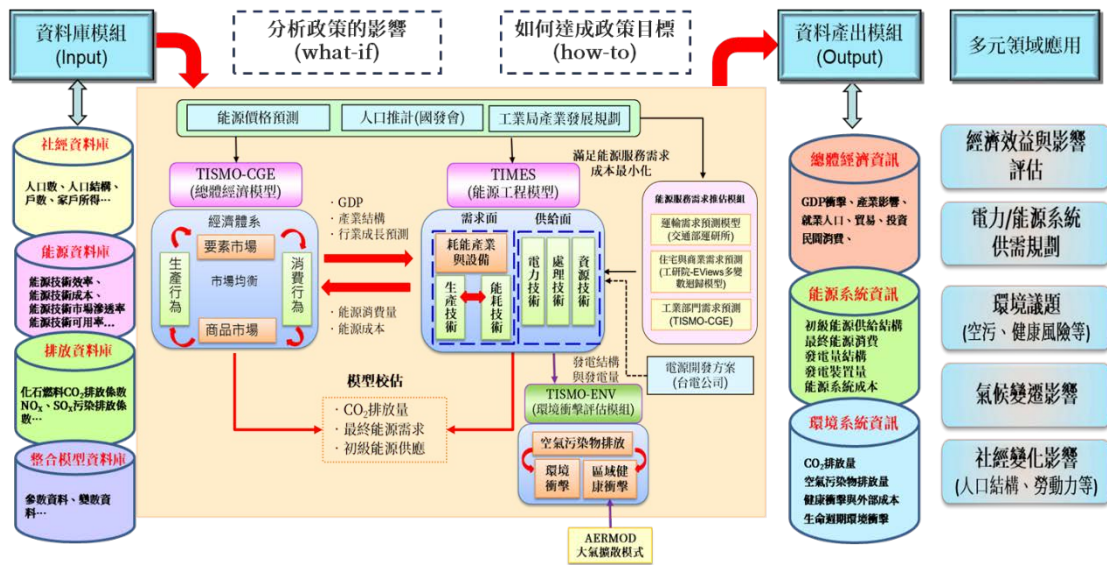 資料庫模組
(Input)
分析政策的影響
(what-if)
如何達成政策目標
(how-to)
資料產出模組
(Output)
多元領域應用
社經資料庫
人口數、人口結構、
戶數、家戶所得…
能源資料庫
能源技術效率、
能源技術成本、
能源技術市場滲透率
能源技術可用率…
排放資料庫
化石燃料CO₂排放係數
NOX、SOX污染排放係
數…
整合模型資料庫
參數資料、變數資
料…
能源價格預測
人口推計(國發會)
工業局產業發展規劃
TISMO-CGE
(總體經濟模型)
經濟體系
要素市場
生產行為
市場均衡
消費行為
商品市場
· GDP
· 產業結構
· 行業成長預測
· 能源消費量
· 能源成本
TIMES
(能源工程模型)
滿足能源服務需求
成本最小化
需求面
供給面
耗能產業
與設備
生產技術
能耗技術
電力技術
處理技術
資源技術
能源服務需求推估模組
運輸需求預測模型
(交通部運研所)
住宅與商業需求預測
(工研院-EViews多變
數迴歸模型)
工業部門需求預測
(TISMO-CGE)
電源開發方案
(台電公司)
發電結構
與發電量
模型校估
· CO₂排放量
· 最終能源需求
· 初級能源供應
TISMO-ENV
(環境衝擊評估模組)
空氣污染物排放
環境
衝擊
區域健
康衝擊
AERMOD
大氣擴散模式
總體經濟資訊
GDP衝擊、產業影響、
就業人口、貿易、投資
民間消費、
能源系統資訊
初級能源供給結構
最終能源消費
發電量結構
發電裝置量
能源系統成本
環境系統資訊
CO₂排放量
空氣污染物排放量
健康衝擊與外部成本
生命週期環境衝擊
經濟效益與影響
評估
電力/能源系統
供需規劃
環境議題
(空污、健康風險等)
氣候變遷影響
社經變化影響
(人口結構、勞動力等)